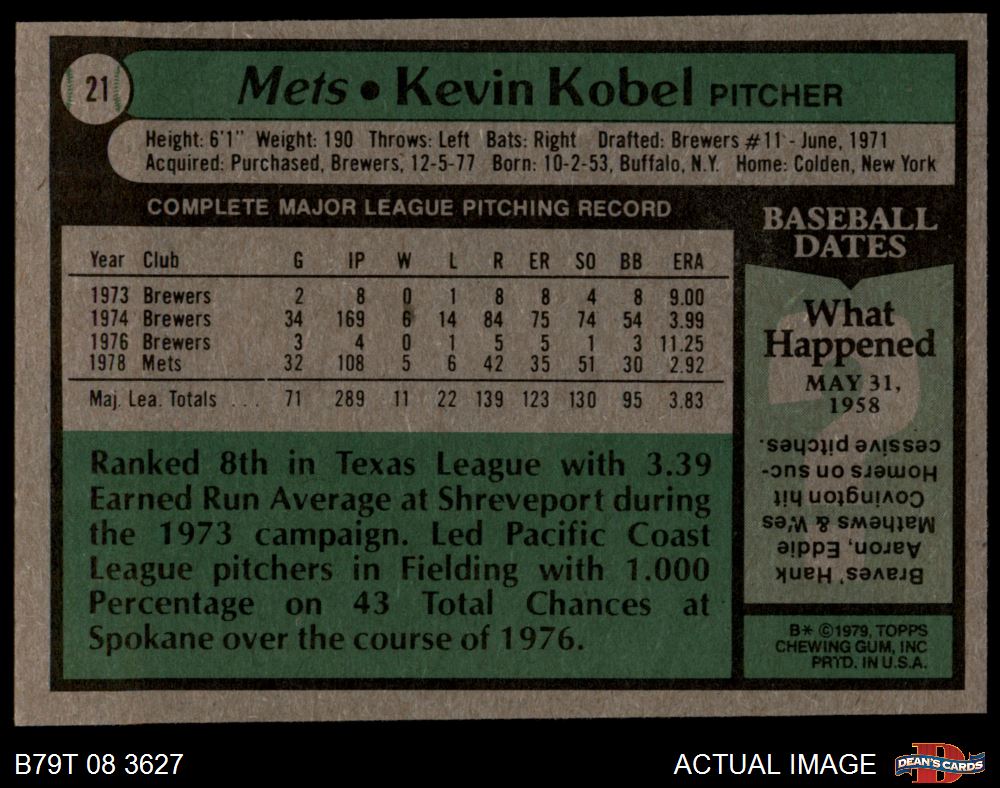 21
Mets • Kevin Kobel PITCHER
Height: 6'1" Weight: 190 Throws: Left Bats: Right Drafted: Brewers #11 - June, 1971
Acquired: Purchased, Brewers, 12-5-77 Born: 10-2-53, Buffalo, N.Y. Home: Colden, New York
COMPLETE MAJOR LEAGUE PITCHING RECORD
Year Club G IP W L R ER SO BB ERA
1973 Brewers 2 8 0 1 8 8 4 8 9.00
1974 Brewers 34 169 6 14 84 75 74 54 3.99
1976 Brewers 3 4 0 1 5 5 1 3 11.25
1978 Mets 32 108 5 6 42 35 51 30 2.92
Maj. Lea. Totals ... 71 289 11 22 139 123 130 95 3.83
Ranked 8th in Texas League with 3.39
Earned Run Average at Shreveport during
the 1973 campaign. Led Pacific Coast
League pitchers in Fielding with 1.000
Percentage on 43 Total Chances at
Spokane over the course of 1976.
BASEBALL
DATES
What
Happened
MAY 31,
1958
Braves' Hank
Aaron, Eddie
Mathews & Wes
Covington hit
Homers on suc-
cessive pitches.
B* ©1979, TOPPS
CHEWING GUM, INC
PRTD. IN U.S.A.
B79T 08 3627
ACTUAL IMAGE
DEAN'S CARDS